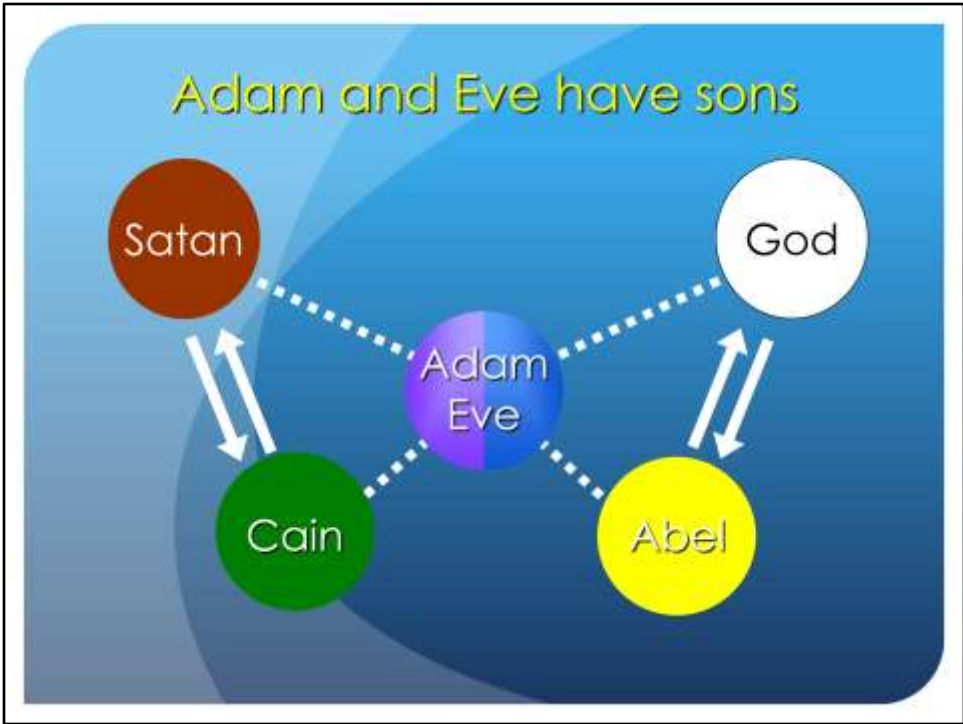 Adam and Eve have sons
Satan
God
Adam
Eve
Cain
Abel